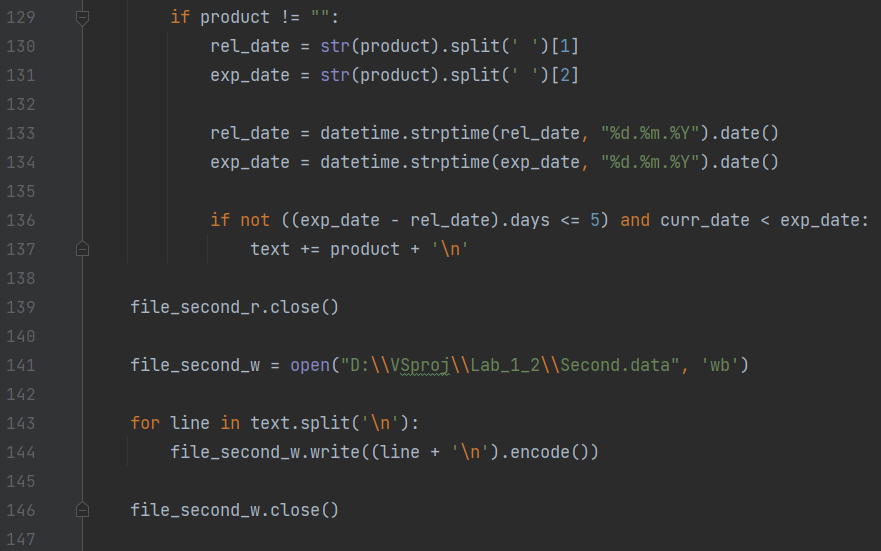 129 if product != "":
130 rel_date = str(product).split(' ')[1]
131 exp_date = str(product).split(' ')[2]
132
133 rel_date = datetime.strptime(rel_date, "%d.%m.%Y").date()
134 exp_date = datetime.strptime(exp_date, "%d.%m.%Y").date()
135
136 if not ((exp_date - rel_date).days <= 5) and curr_date < exp_date:
137 text += product + '\n'
138
139 file_second_r.close()
140
141 file_second_w = open("D:\\VSproj\\Lab_1_2\\Second.data", 'wb')
142
143 for line in text.split('\n'):
144 file_second_w.write((line + '\n').encode())
145
146 file_second_w.close()
147